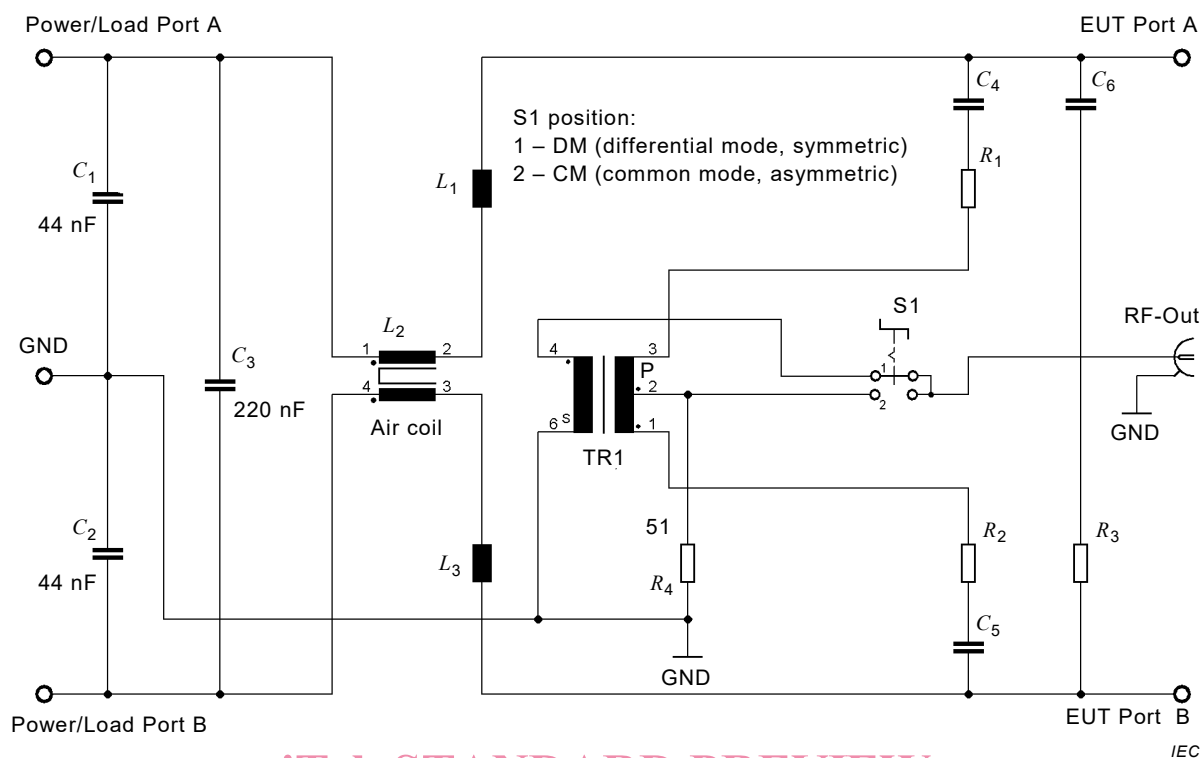 Power/Load Port A
EUT Port A
C4
C6
S1 position:
1 – DM (differential mode, symmetric)
2 – CM (common mode, asymmetric)
R1
C1
L1
44 nF
S1
RF-Out
L2
GND
1
2
4
3
C3
P
1
2
4
3
2
220 nF
Air coil
6
S
1
TR1
GND
C2
51
R2
R3
L3
44 nF
R4
C5
GND
Power/Load Port B
EUT Port B
IEC